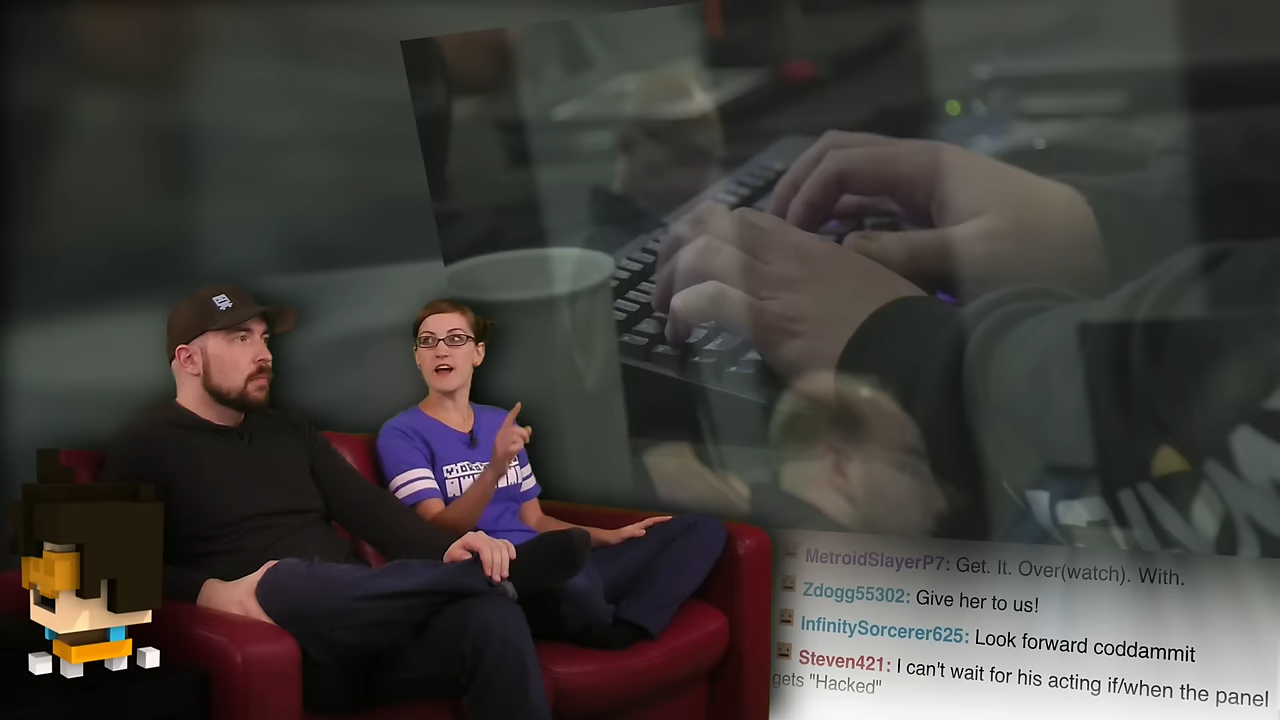 MetroidSlayerP7: Get. It. Over(watch). With.
Zdogg55302: Give her to us!
InfinitySorcerer625: Look forward coddammit
Steven421: I can't wait for his acting if/when the panel
gets "Hacked"